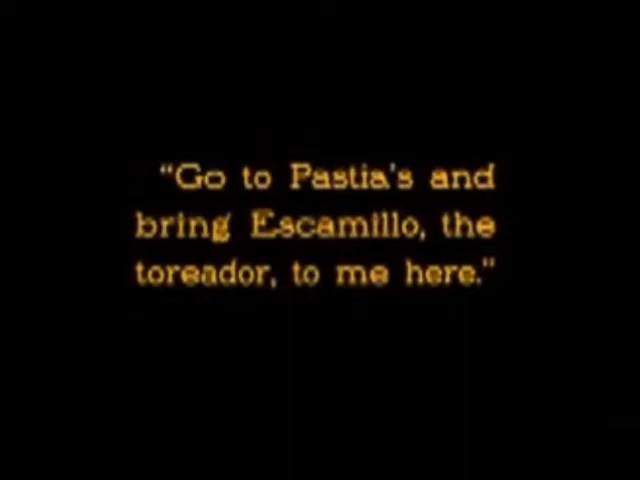 "Go to Pastia's and
bring Escamillo, the
toreador, to me here."